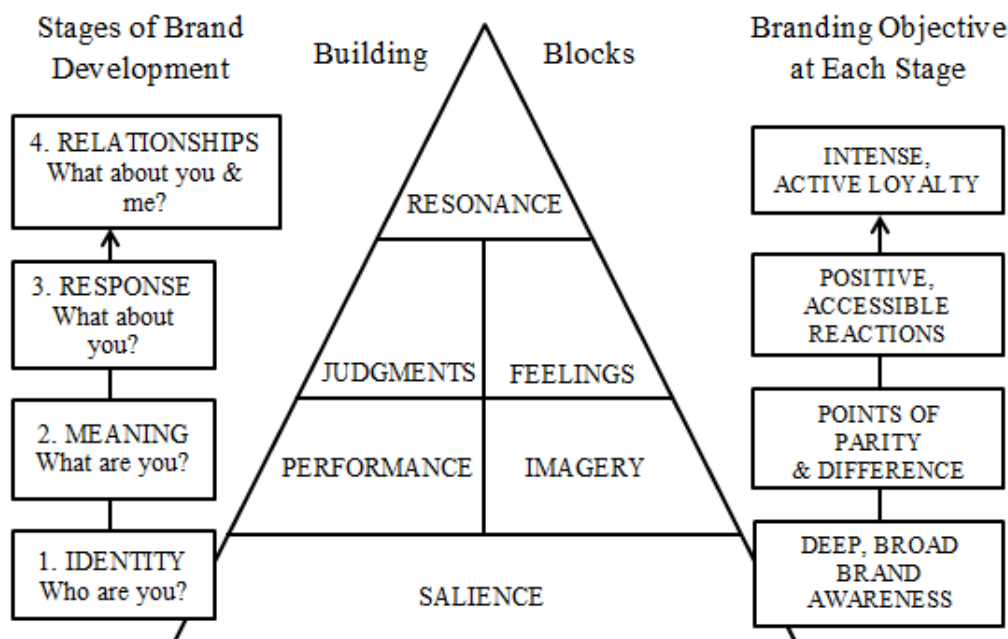 Stages of Brand
Development
Building
Blocks
Branding Objective
at Each Stage
4. RELATIONSHIPS
What about you &
me?
3. RESPONSE
What about
you?
2. MEANING
What are you?
1. IDENTITY
Who are you?
RESONANCE
JUDGMENTS
FEELINGS
PERFORMANCE
IMAGERY
SALIENCE
INTENSE,
ACTIVE LOYALTY
POSITIVE,
ACCESSIBLE
REACTIONS
POINTS OF
PARITY
& DIFFERENCE
DEEP, BROAD
BRAND
AWARENESS